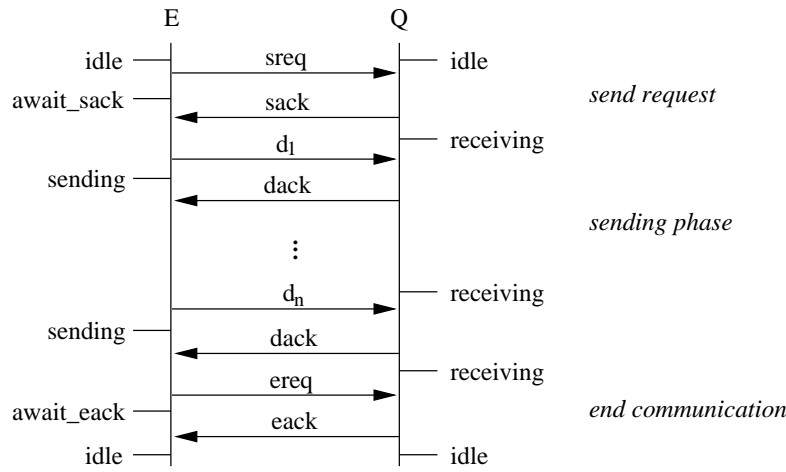 E Q
idle sreq idle
await_sack sack send request
d1 receiving
sending dack
sending phase
⋮
dn receiving
sending dack
ereq receiving
await_eack eack end communication
idle idle